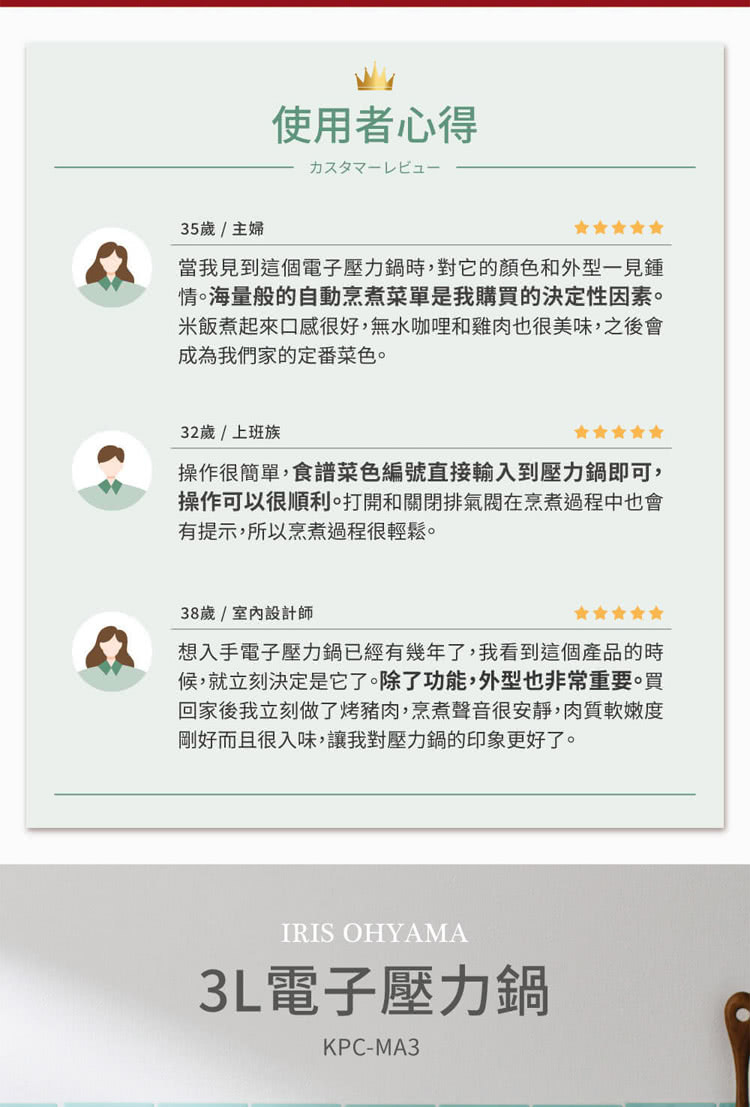 使用者心得
カスタマーレビュー
35歲 / 主婦
當我見到這個電子壓力鍋時，對它的顏色和外型一見鍾
情。海量般的自動烹煮菜單是我購買的決定性因素。
米飯煮起來口感很好，無水咖哩和雞肉也很美味，之後會
成為我們家的定番菜色。
32歲 / 上班族
操作很簡單，食譜菜色編號直接輸入到壓力鍋即可，
操作可以很順利。打開和關閉排氣閥在烹煮過程中也會
有提示，所以烹煮過程很輕鬆。
38歲 / 室內設計師
想入手電子壓力鍋已經有幾年了，我看到這個產品的時
候，就立刻決定是它了。除了功能，外型也非常重要。買
回家後我立刻做了烤豬肉，烹煮聲音很安靜，肉質軟嫩度
剛好而且很入味，讓我對壓力鍋的印象更好了。
IRIS OHYAMA
3L電子壓力鍋
KPC-MA3